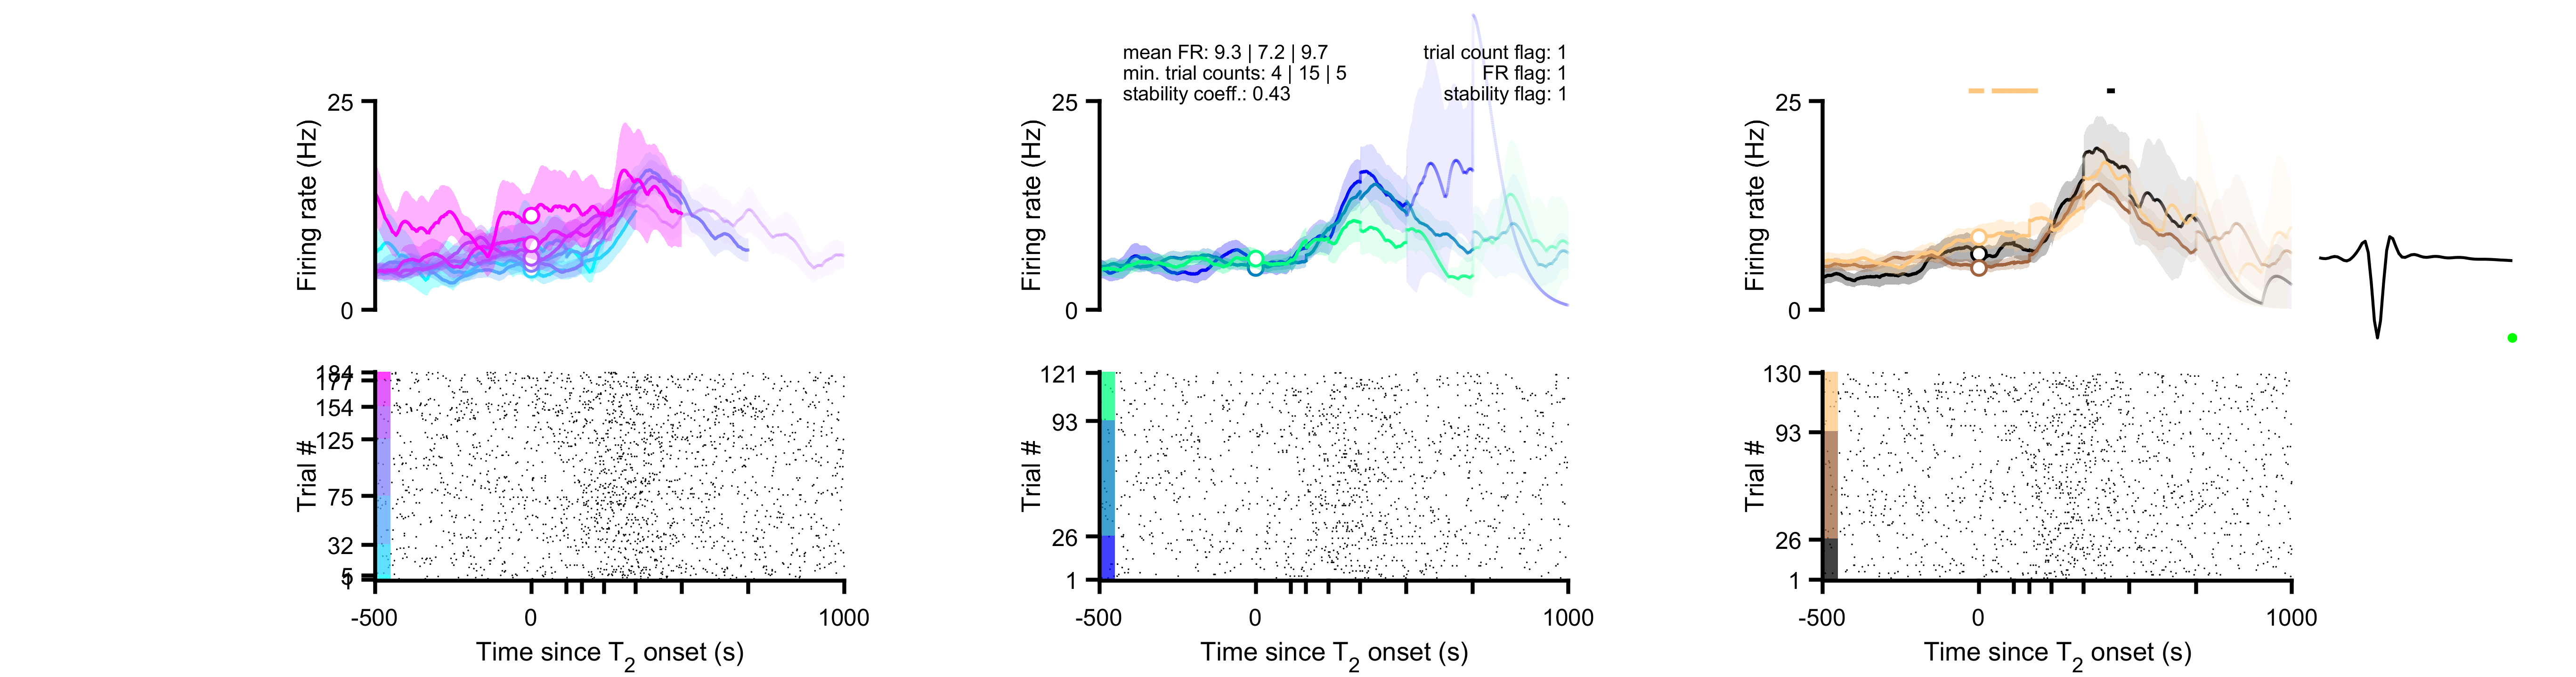 mean FR: 9.3 | 7.2 | 9.7
min. trial counts: 4 | 15 | 5
stability coeff.: 0.43
trial count flag: 1
FR flag: 1
stability flag: 1
25
Firing rate (Hz)
0
25
Firing rate (Hz)
0
25
Firing rate (Hz)
0
184
177
154
125
75
32
5
Trial #
-500
0
1000
Time since T2 onset (s)
121
93
26
1
Trial #
-500
0
1000
Time since T2 onset (s)
130
93
26
1
Trial #
-500
0
1000
Time since T2 onset (s)